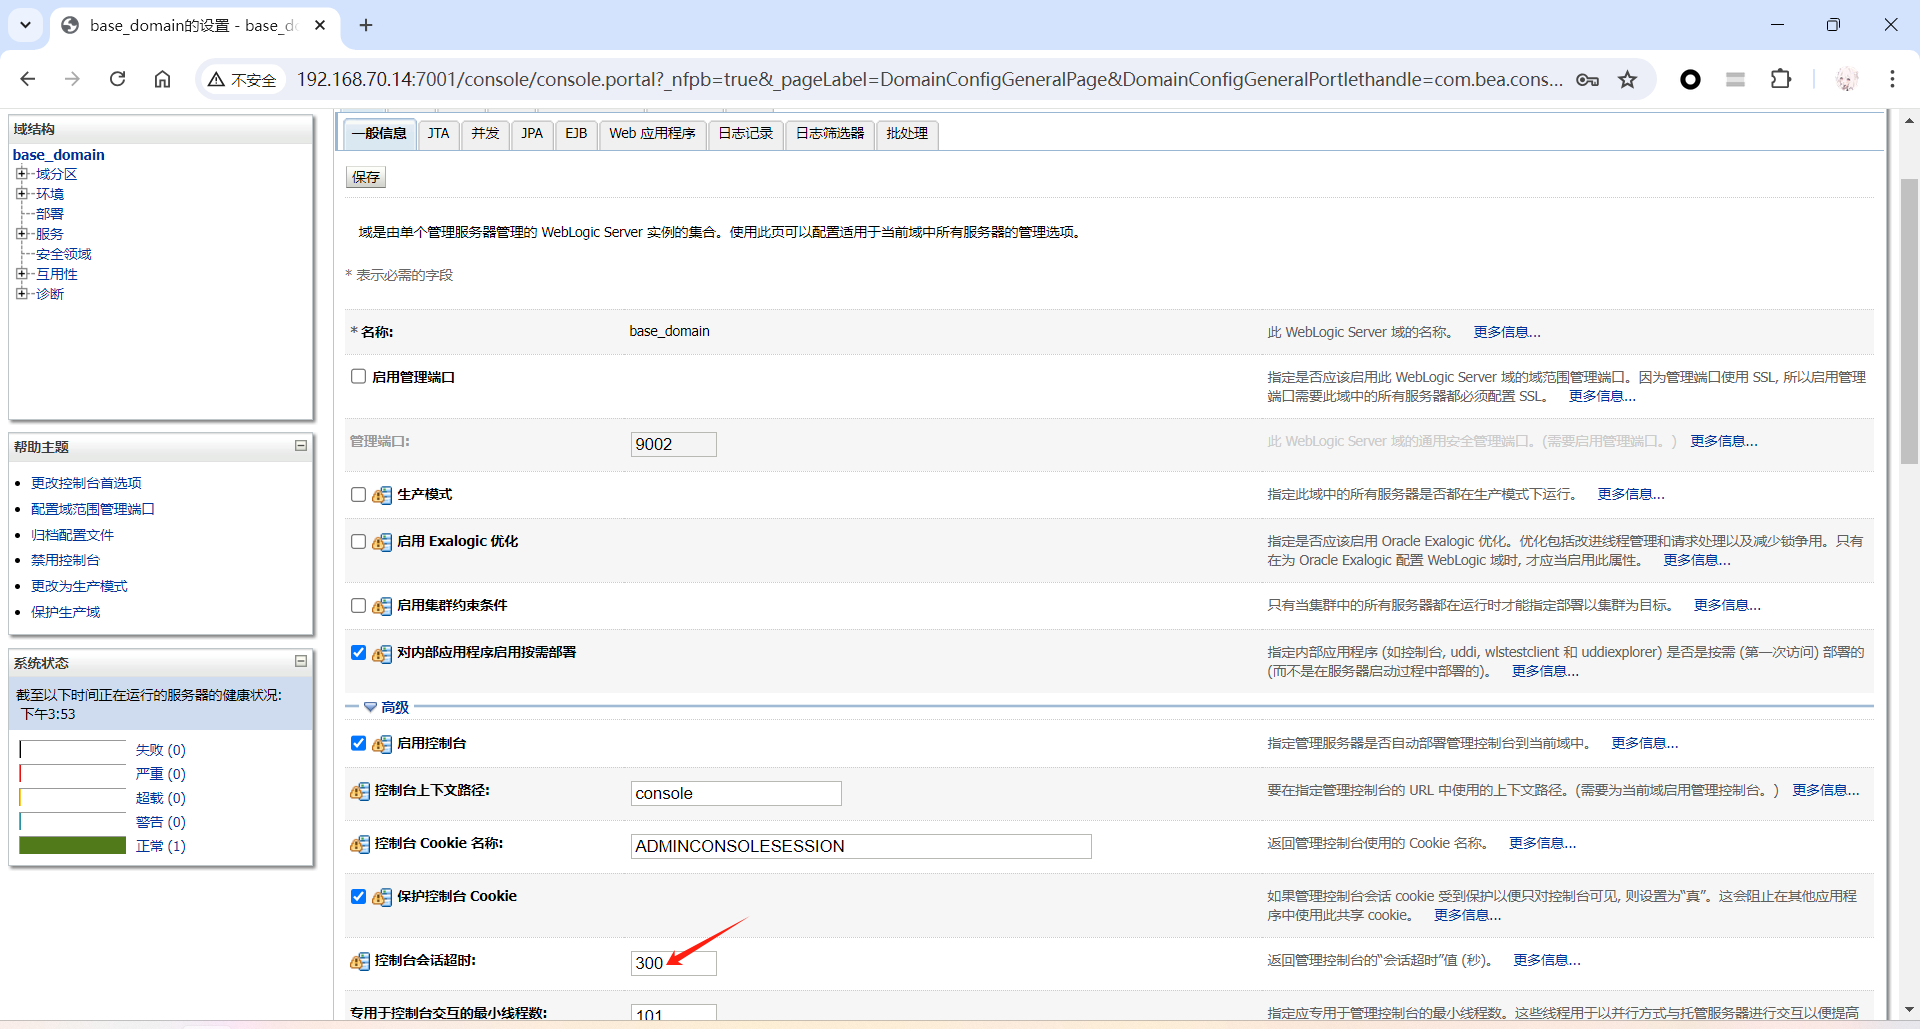 base_domain的设置 - base_do
不安全
192.168.70.14:7001/console/console.portal?_nfpb=true&_pageLabel=DomainConfigGeneralPage&DomainConfigGeneralPortlethandle=com.bea.cons...
域结构
base_domain
域分区
环境
部署
服务
安全领域
互用性
诊断
帮助主题
更改控制台首选项
配置域范围管理端口
归档配置文件
禁用控制台
更改为生产模式
保护生产域
系统状态
截至以下时间正在运行的服务器的健康状况:
下午3:53
失败 (0)
严重 (0)
超载 (0)
警告 (0)
正常 (1)
一般信息 JTA 并发 JPA EJB Web 应用程序 日志记录 日志筛选器 批处理
保存
域是由单个管理服务器管理的 WebLogic Server 实例的集合。使用此页可以配置适用于当前域中所有服务器的管理选项。
* 表示必需的字段
* 名称: base_domain 此 WebLogic Server 域的名称。 更多信息...
启用管理端口 指定是否应该启用此 WebLogic Server 域的域范围管理端口。因为管理端口使用 SSL, 所以启用管理
端口需要此域中的所有服务器都必须配置 SSL。 更多信息...
管理端口: 9002 此 WebLogic Server 域的通用安全管理端口。(需要启用管理端口。) 更多信息...
生产模式 指定此域中的所有服务器是否都在生产模式下运行。 更多信息...
启用 Exalogic 优化 指定是否应该启用 Oracle Exalogic 优化。优化包括改进线程管理和请求处理以及减少锁争用。只有
在为 Oracle Exalogic 配置 WebLogic 域时, 才应当启用此属性。 更多信息...
启用集群约束条件 只有当集群中的所有服务器都在运行时才能指定部署以集群为目标。 更多信息...
对内部应用程序启用按需部署 指定内部应用程序 (如控制台, uddi, wlstestclient 和 uddiexplorer) 是否是按需 (第一次访问) 部署的
(而不是在服务器启动过程中部署的)。 更多信息...
高级
启用控制台 指定管理服务器是否自动部署管理控制台到当前域中。 更多信息...
控制台上下文路径: console 要在指定管理控制台的 URL 中使用的上下文路径。(需要为当前域启用管理控制台。) 更多信息...
控制台 Cookie 名称: ADMINCONSOLESESSION 返回管理控制台使用的 Cookie 名称。 更多信息...
保护控制台 Cookie 如果管理控制台会话 cookie 受到保护以便只对控制台可见, 则设置为“真”。这会阻止在其他应用程
序中使用此共享 cookie。 更多信息...
控制台会话超时: 300 返回管理控制台的“会话超时”值 (秒)。 更多信息...
专用于控制台交互的最小线程数: 101 指定应专用于管理控制台的最小线程数。这些线程用于以并行方式与托管服务器进行交互以便提高